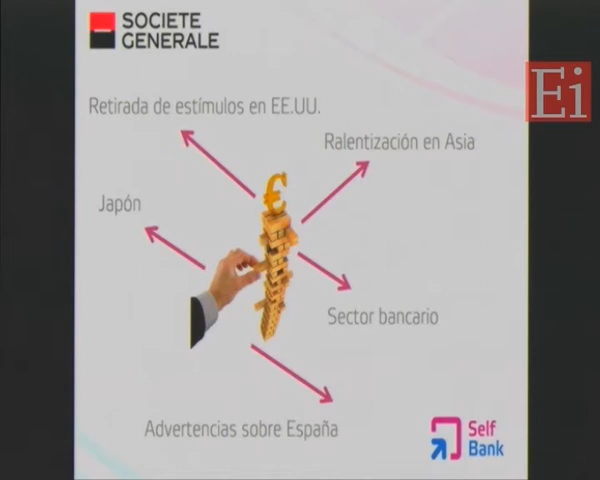 SOCIETE
GENERALE
Ei
Retirada de estímulos en EE.UU.
Ralentización en Asia
Japón
€
Sector bancario
Advertencias sobre España
Self
Bank